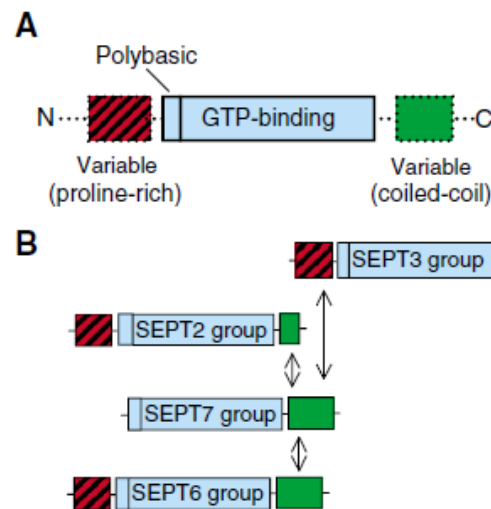 A
Polybasic
N
GTP-binding
C
Variable
(proline-rich)
Variable
(coiled-coil)
B
SEPT3 group
SEPT2 group
SEPT7 group
SEPT6 group